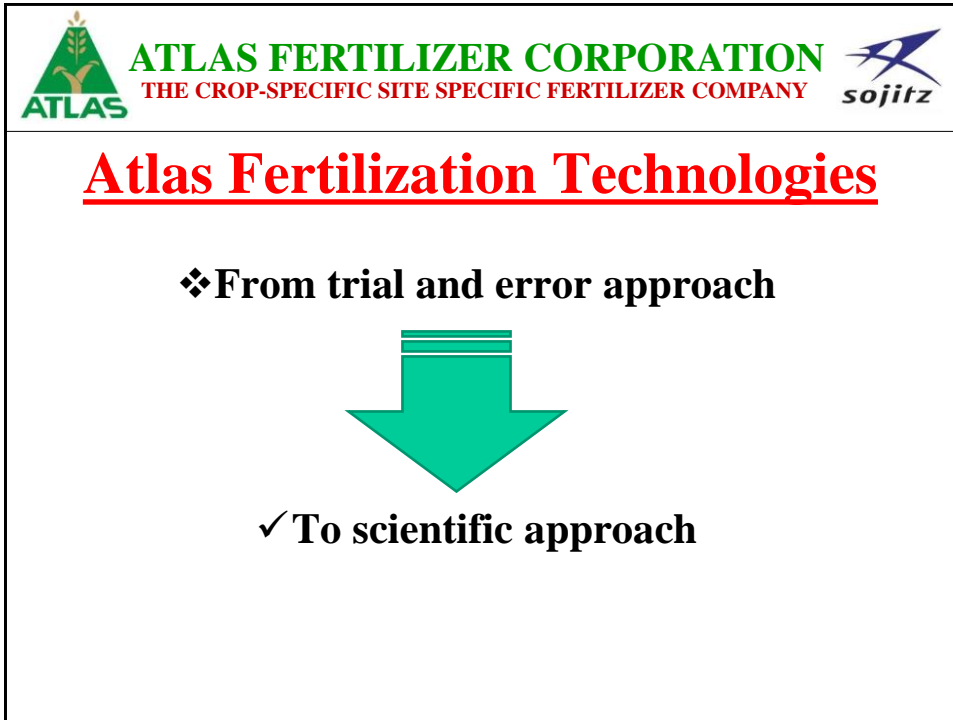 ATLAS
ATLAS FERTILIZER CORPORATION
THE CROP-SPECIFIC SITE SPECIFIC FERTILIZER COMPANY
sojitz
Atlas Fertilization Technologies
❖From trial and error approach
✓To scientific approach